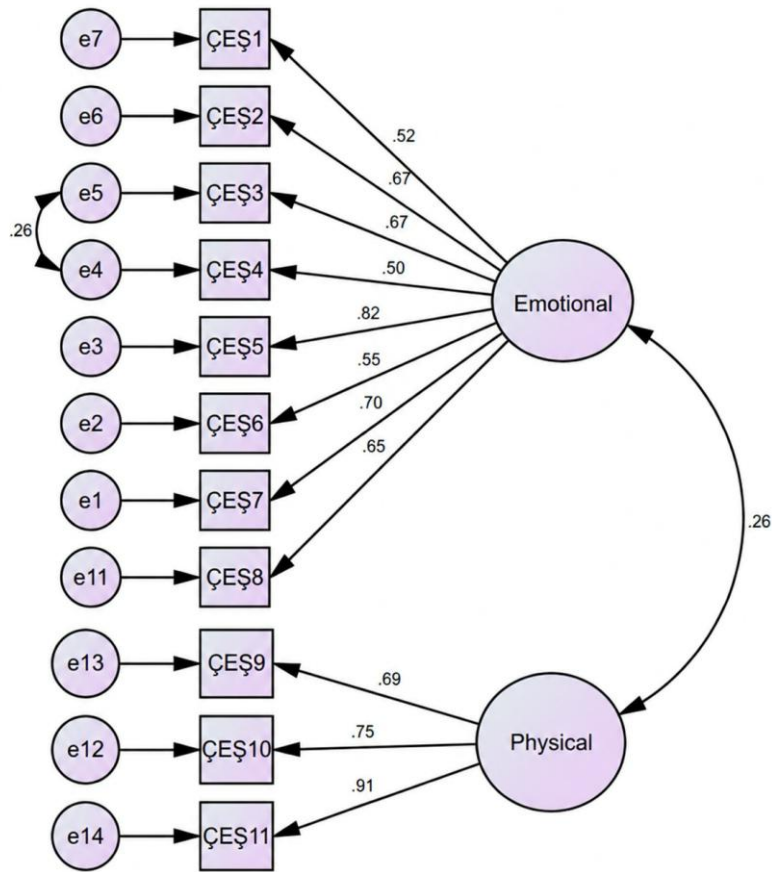 e7 ÇEŞ1
.52
e6 ÇEŞ2
.67
e5 ÇEŞ3
.67
.26
e4 ÇEŞ4
.50
Emotional
e3 ÇEŞ5
.82
.55
e2 ÇEŞ6
.70
.65
e1 ÇEŞ7
.26
e11 ÇEŞ8
e13 ÇEŞ9
.69
e12 ÇEŞ10
.75
Physical
.91
e14 ÇEŞ11